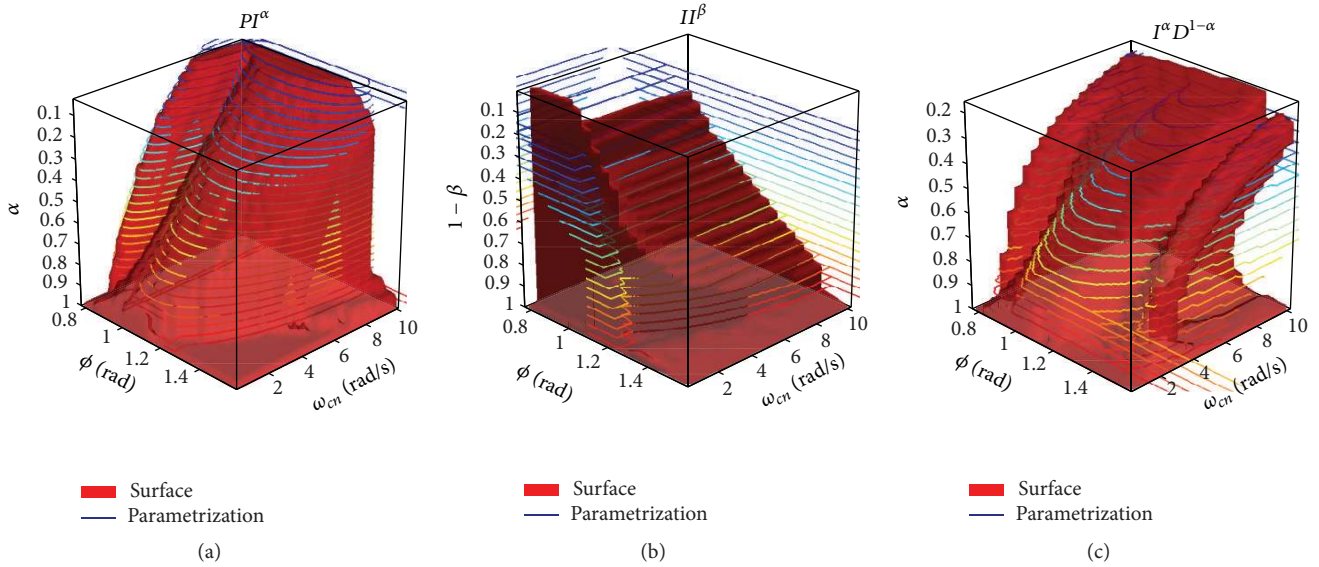 PI^α
0.1
0.2
0.3
0.4
0.5
0.6
0.7
0.8
0.9
1
α
0.8
1
1.2
1.4
ϕ (rad)
2
4
6
8
10
ω_cn (rad/s)
Surface
Parametrization
(a)
II^β
0.1
0.2
0.3
0.4
0.5
0.6
0.7
0.8
0.9
1
1 − β
0.8
1
1.2
1.4
ϕ (rad)
2
4
6
8
10
ω_cn (rad/s)
Surface
Parametrization
(b)
I^α D^1−α
0.2
0.3
0.4
0.5
0.6
0.7
0.8
0.9
1
α
0.8
1
1.2
1.4
ϕ (rad)
2
4
6
8
10
ω_cn (rad/s)
Surface
Parametrization
(c)